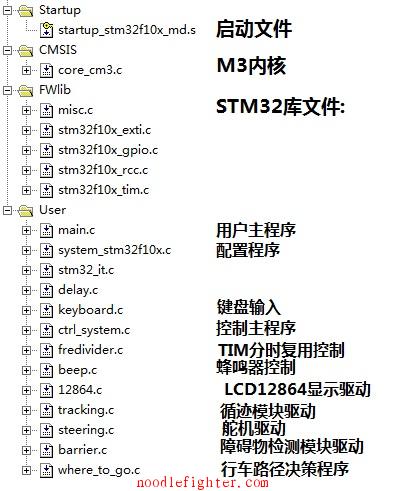 Startup
startup_stm32f10x_md.s 启动文件
CMSIS
core_cm3.c M3内核
FWlib
misc.c STM32库文件:
stm32f10x_exti.c
stm32f10x_gpio.c
stm32f10x_rcc.c
stm32f10x_tim.c
User
main.c 用户主程序
system_stm32f10x.c 配置程序
stm32_it.c
delay.c
keyboard.c 键盘输入
ctrl_system.c 控制主程序
fredivider.c TIM分时复用控制
beep.c 蜂鸣器控制
12864.c LCD12864显示驱动
tracking.c 循迹模块驱动
steering.c 舵机驱动
barrier.c 障碍物检测模块驱动
where_to_go.c 行车路径决策程序
noodlefighter.com